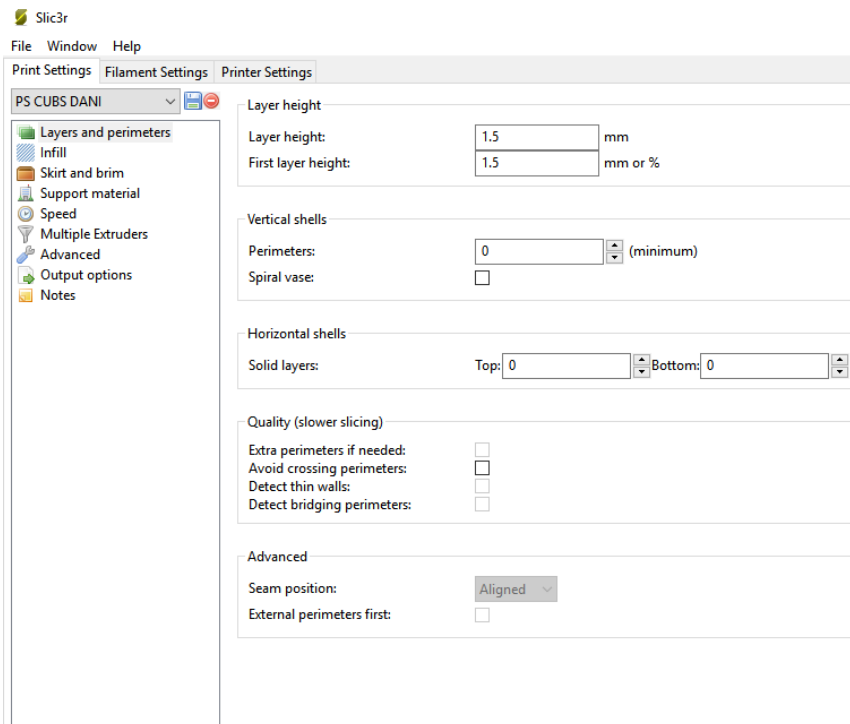 Slic3r
File Window Help
Print Settings Filament Settings Printer Settings
PS CUBS DANI
Layers and perimeters
Infill
Skirt and brim
Support material
Speed
Multiple Extruders
Advanced
Output options
Notes
Layer height
Layer height: 1.5 mm
First layer height: 1.5 mm or %
Vertical shells
Perimeters: 0 (minimum)
Spiral vase:
Horizontal shells
Solid layers: Top: 0 Bottom: 0
Quality (slower slicing)
Extra perimeters if needed:
Avoid crossing perimeters:
Detect thin walls:
Detect bridging perimeters:
Advanced
Seam position: Aligned
External perimeters first: